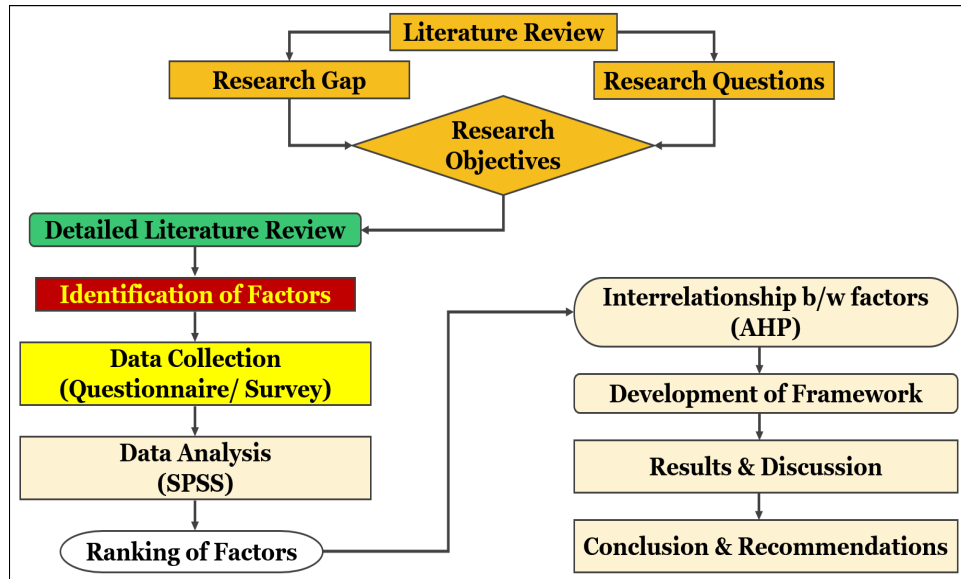 Literature Review
Research Gap
Research Questions
Research
Objectives
Detailed Literature Review
Identification of Factors
Data Collection
(Questionnaire/ Survey)
Data Analysis
(SPSS)
Ranking of Factors
Interrelationship b/w factors
(AHP)
Development of Framework
Results & Discussion
Conclusion & Recommendations